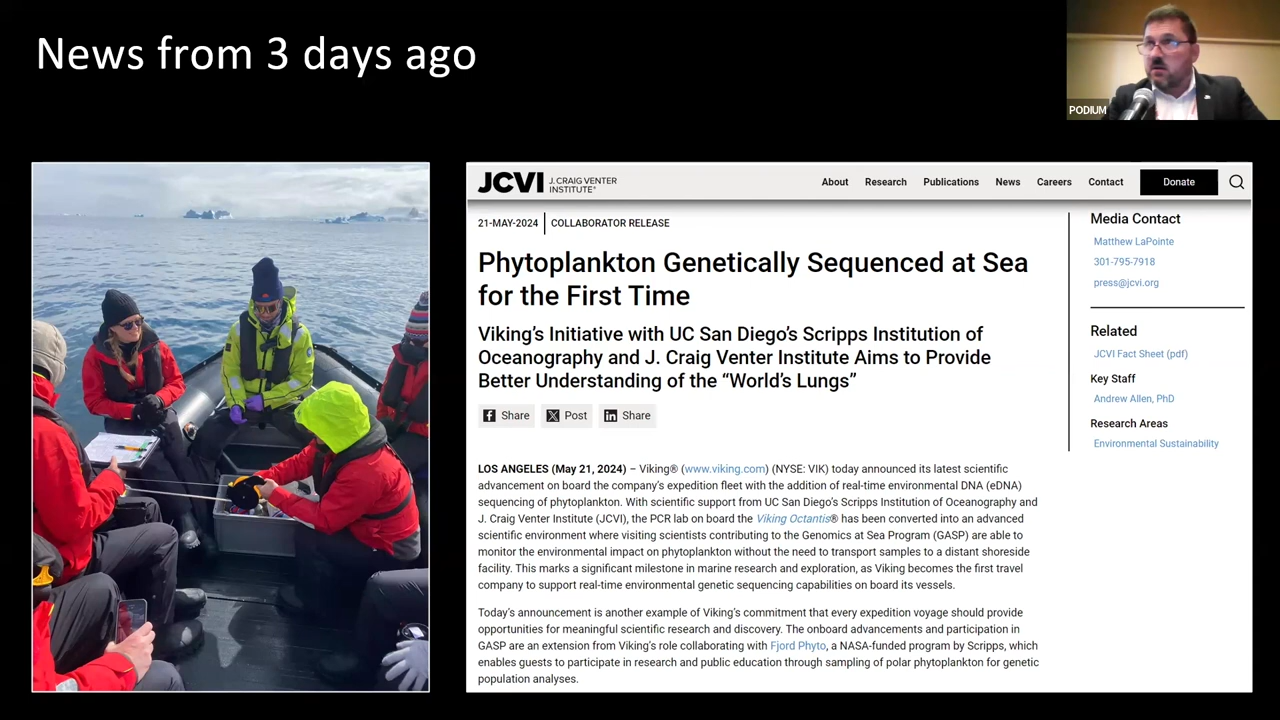 News from 3 days ago
PODIUM
JCVI
J. CRAIG VENTER
INSTITUTE®
About
Research
Publications
News
Careers
Contact
Donate
21-MAY-2024
COLLABORATOR RELEASE
Phytoplankton Genetically Sequenced at Sea
for the First Time
Viking’s Initiative with UC San Diego’s Scripps Institution of
Oceanography and J. Craig Venter Institute Aims to Provide
Better Understanding of the “World’s Lungs”
Share
Post
Share
LOS ANGELES (May 21, 2024) – Viking® (www.viking.com) (NYSE: VIK) today announced its latest scientific
advancement on board the company’s expedition fleet with the addition of real-time environmental DNA (eDNA)
sequencing of phytoplankton. With scientific support from UC San Diego’s Scripps Institution of Oceanography and
J. Craig Venter Institute (JCVI), the PCR lab on board the Viking Octantis® has been converted into an advanced
scientific environment where visiting scientists contributing to the Genomics at Sea Program (GASP) are able to
monitor the environmental impact on phytoplankton without the need to transport samples to a distant shoreside
facility. This marks a significant milestone in marine research and exploration, as Viking becomes the first travel
company to support real-time environmental genetic sequencing capabilities on board its vessels.
Today’s announcement is another example of Viking’s commitment that every expedition voyage should provide
opportunities for meaningful scientific research and discovery. The onboard advancements and participation in
GASP are an extension from Viking’s role collaborating with Fjord Phyto, a NASA-funded program by Scripps, which
enables guests to participate in research and public education through sampling of polar phytoplankton for genetic
population analyses.
Media Contact
Matthew LaPointe
301-795-7918
press@jcvi.org
Related
JCVI Fact Sheet (pdf)
Key Staff
Andrew Allen, PhD
Research Areas
Environmental Sustainability